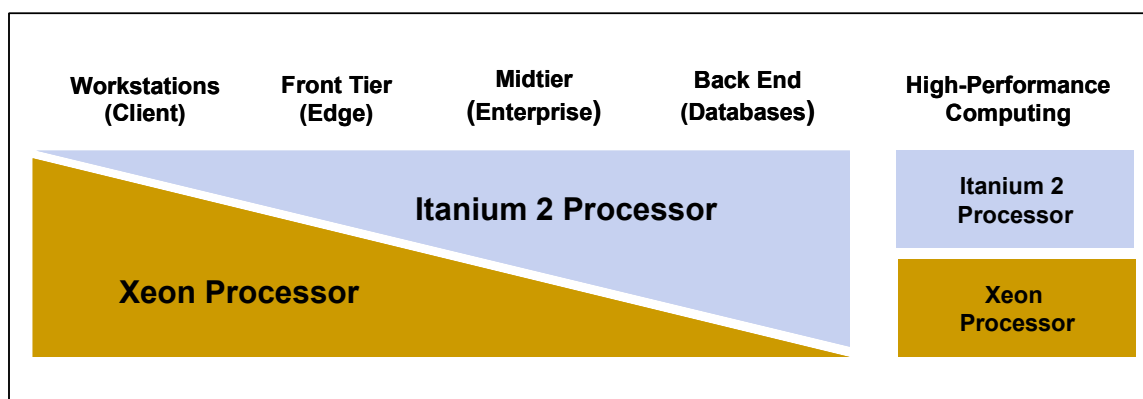 Workstations
(Client)
Front Tier
(Edge)
Midtier
(Enterprise)
Back End
(Databases)
High-Performance
Computing
Itanium 2 Processor
Xeon Processor
Itanium 2
Processor
Xeon
Processor